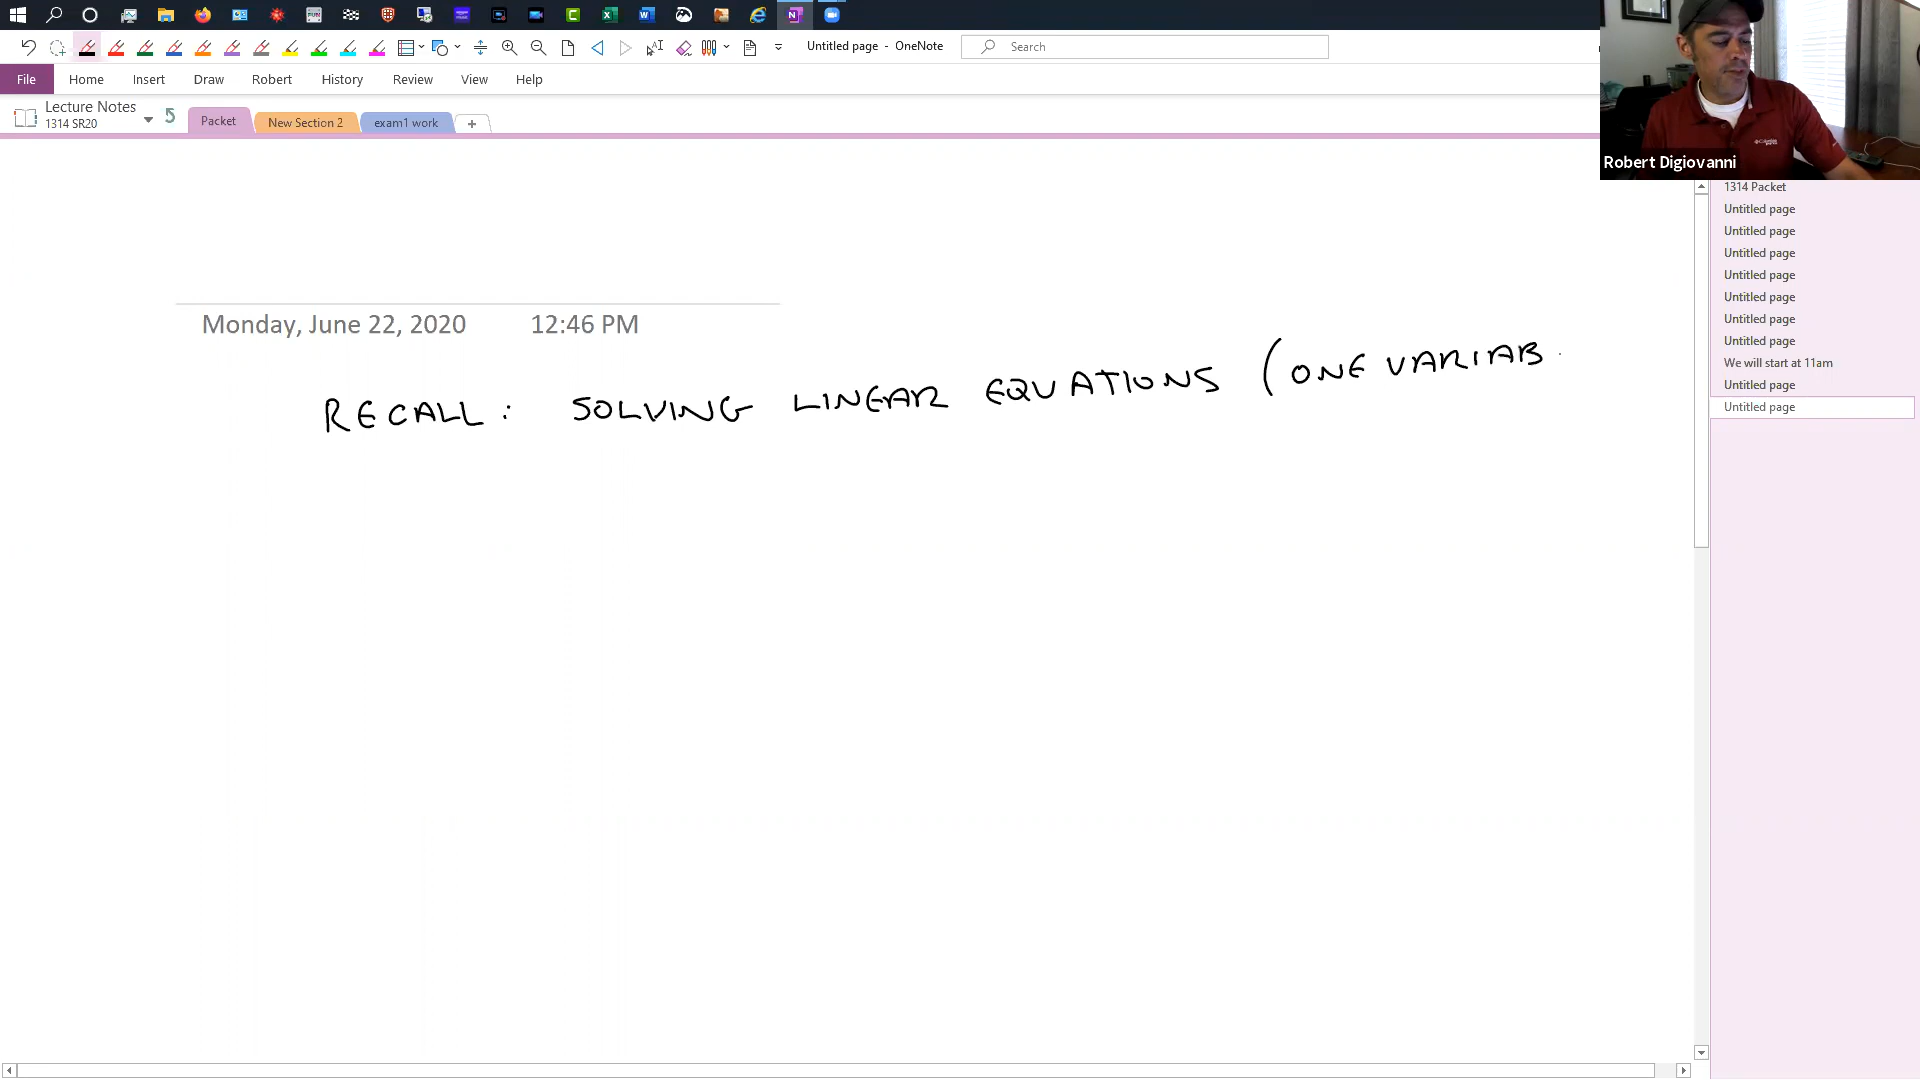 Untitled page - OneNote
Search
File Home Insert Draw Robert History Review View Help
Lecture Notes
1314 SR20
Packet New Section 2 exam1 work
Robert Digiovanni
1314 Packet
Untitled page
Untitled page
Untitled page
Untitled page
Untitled page
Untitled page
Untitled page
We will start at 11am
Untitled page
Untitled page
Monday, June 22, 2020 12:46 PM
RECALL: SOLVING LINEAR EQUATIONS (ONE VARIAB